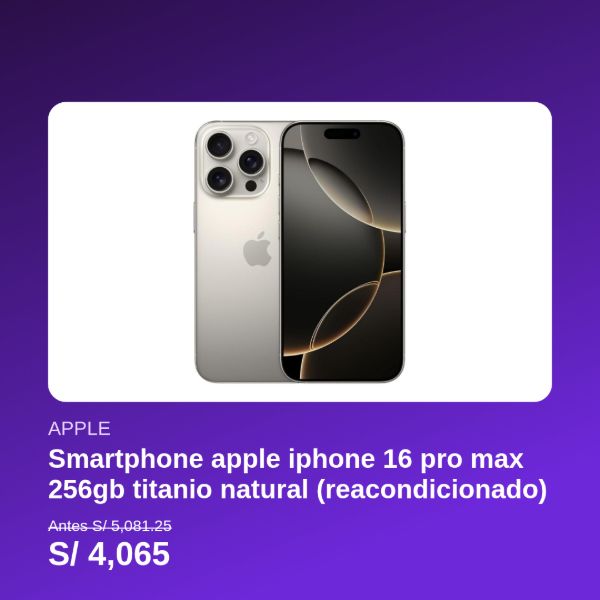 APPLE
Smartphone apple iphone 16 pro max
256gb titanio natural (reacondicionado)
Antes S/ 5,081.25
S/ 4,065